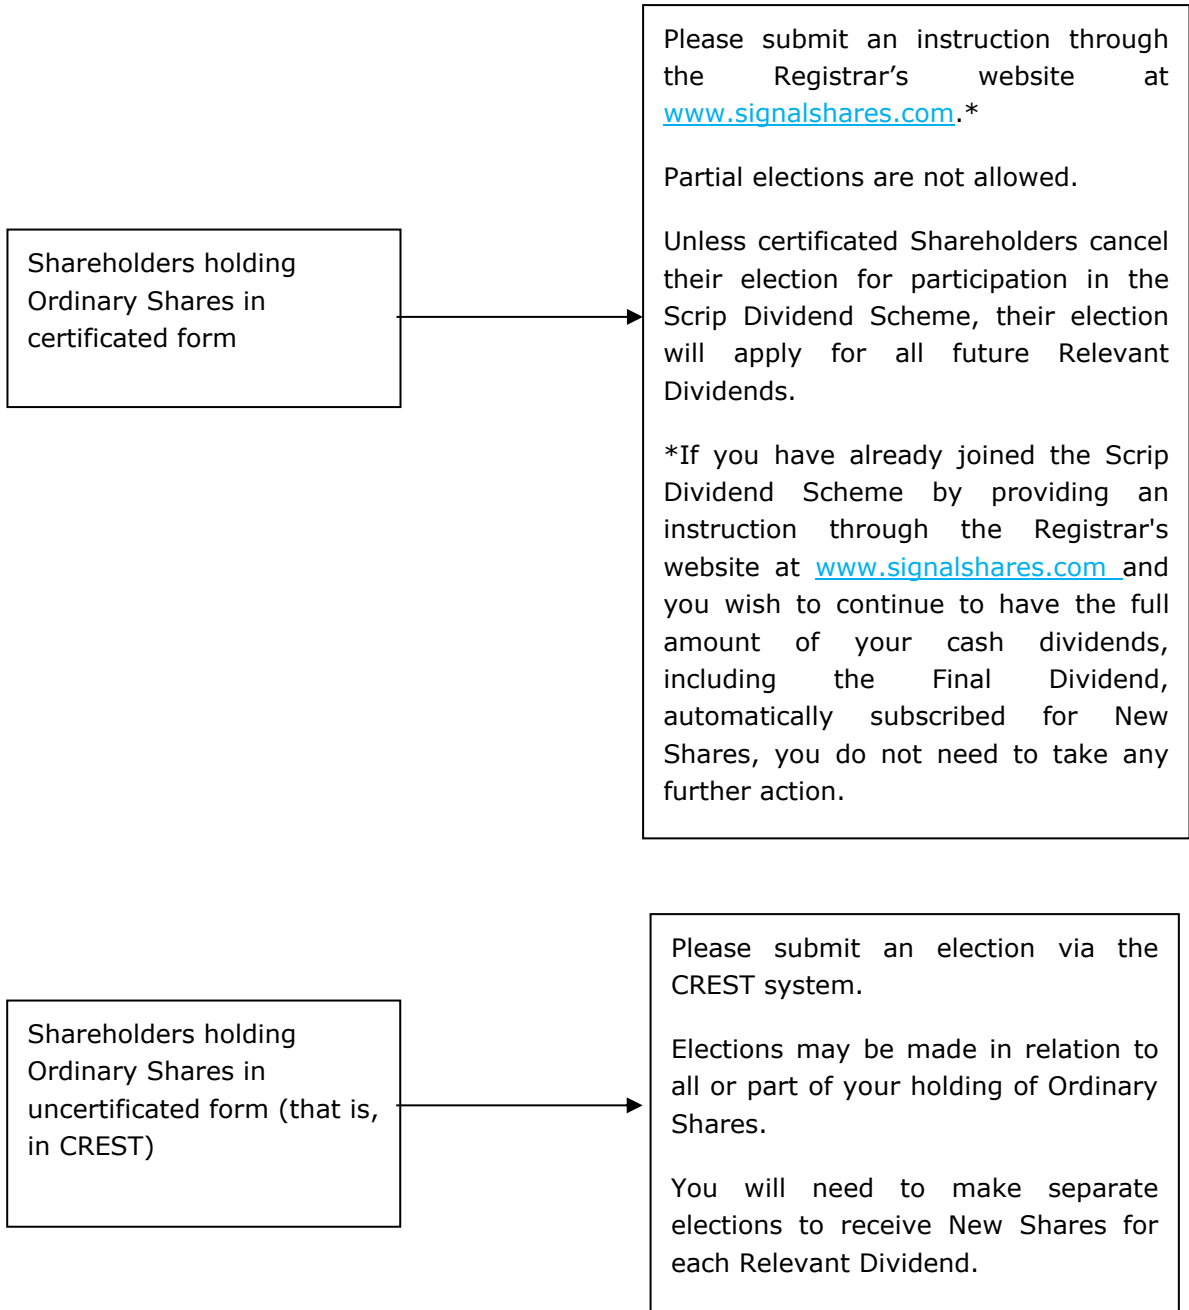 Shareholders holding
Ordinary Shares in
certificated form
Please submit an instruction through
the Registrar’s website at
www.signalshares.com.*
Partial elections are not allowed.
Unless certificated Shareholders cancel
their election for participation in the
Scrip Dividend Scheme, their election
will apply for all future Relevant
Dividends.
*If you have already joined the Scrip
Dividend Scheme by providing an
instruction through the Registrar's
website at www.signalshares.com and
you wish to continue to have the full
amount of your cash dividends,
including the Final Dividend,
automatically subscribed for New
Shares, you do not need to take any
further action.
Shareholders holding
Ordinary Shares in
uncertificated form (that is,
in CREST)
Please submit an election via the
CREST system.
Elections may be made in relation to
all or part of your holding of Ordinary
Shares.
You will need to make separate
elections to receive New Shares for
each Relevant Dividend.